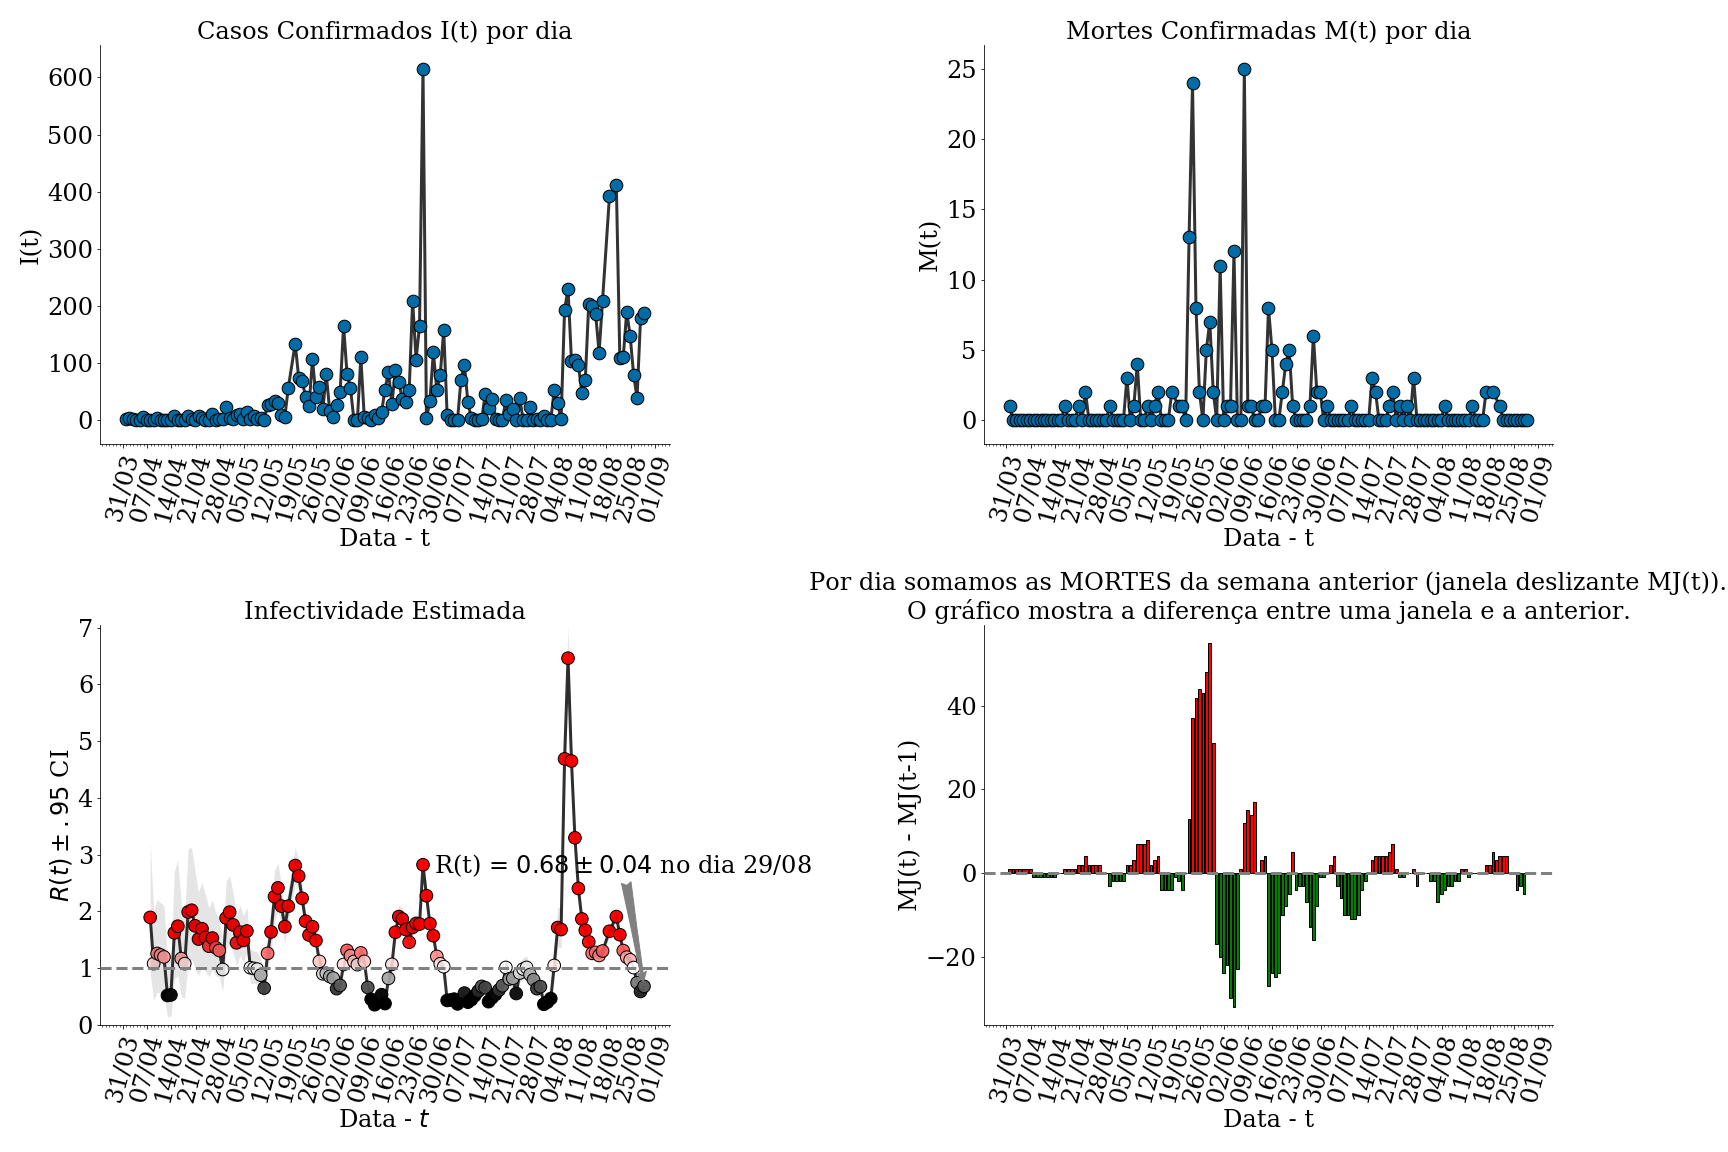 Casos Confirmados I(t) por dia
600
500
400
300
200
100
0
I(t)
31/03 07/04 14/04 21/04 28/04 05/05 12/05 19/05 26/05 02/06 09/06 16/06 23/06 30/06 07/07 14/07 21/07 28/07 04/08 11/08 18/08 25/08 01/09
Data - t
Mortes Confirmadas M(t) por dia
25
20
15
10
5
0
M(t)
31/03 07/04 14/04 21/04 28/04 05/05 12/05 19/05 26/05 02/06 09/06 16/06 23/06 30/06 07/07 14/07 21/07 28/07 04/08 11/08 18/08 25/08 01/09
Data - t
Infectividade Estimada
7
6
5
4
3
2
1
0
R(t) ± .95 CI
R(t) = 0.68 ± 0.04 no dia 29/08
31/03 07/04 14/04 21/04 28/04 05/05 12/05 19/05 26/05 02/06 09/06 16/06 23/06 30/06 07/07 14/07 21/07 28/07 04/08 11/08 18/08 25/08 01/09
Data - t
Por dia somamos as MORTES da semana anterior (janela deslizante MJ(t)).
O gráfico mostra a diferença entre uma janela e a anterior.
40
20
0
−20
MJ(t) - MJ(t-1)
31/03 07/04 14/04 21/04 28/04 05/05 12/05 19/05 26/05 02/06 09/06 16/06 23/06 30/06 07/07 14/07 21/07 28/07 04/08 11/08 18/08 25/08 01/09
Data - t